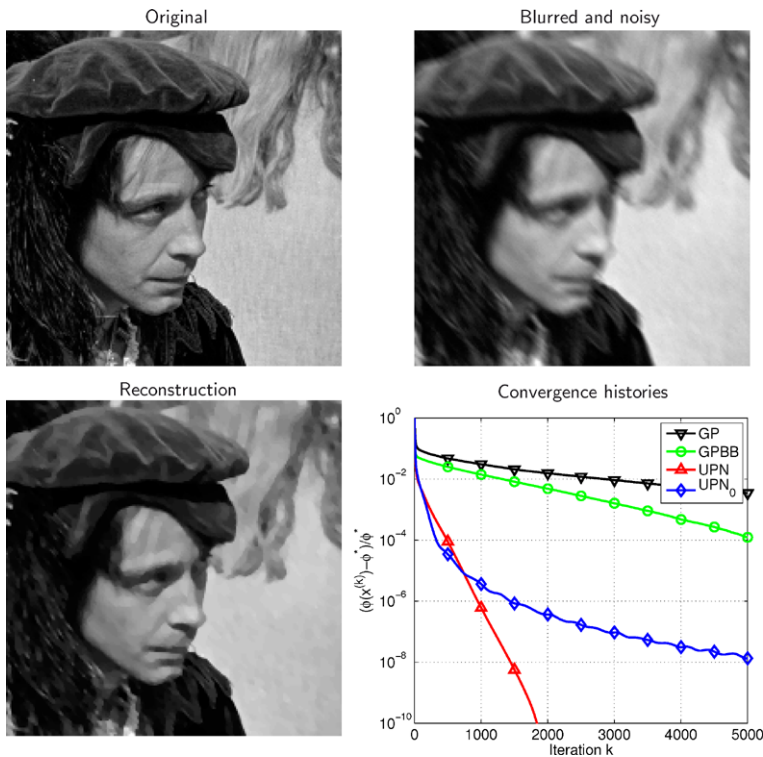 Original
Blurred and noisy
Reconstruction
Convergence histories
10^0
10^-2
10^-4
10^-6
10^-8
10^-10
(ϕ(x^(k))−ϕ^*)/ϕ^*
GP
GPBB
UPN
UPN_0
0 1000 2000 3000 4000 5000
Iteration k